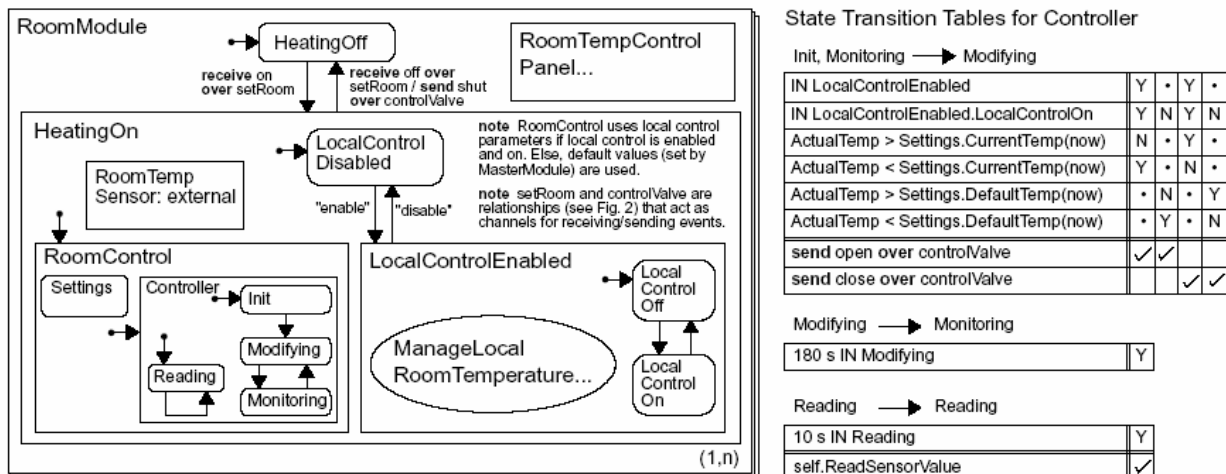 RoomModule
HeatingOff
RoomTempControl
Panel...
receive on
over setRoom
receive off over
setRoom / send shut
over controlValve
HeatingOn
RoomTemp
Sensor: external
LocalControl
Disabled
note RoomControl uses local control
parameters if local control is enabled
and on. Else, default values (set by
MasterModule) are used.
note setRoom and controlValve are
relationships (see Fig. 2) that act as
channels for receiving/sending events.
"enable"
"disable"
RoomControl
Settings
Controller
Init
Modifying
Reading
Monitoring
LocalControlEnabled
Local
Control
Off
ManageLocal
RoomTemperature...
Local
Control
On
(1,n)
State Transition Tables for Controller
Init, Monitoring → Modifying
IN LocalControlEnabled Y • Y •
IN LocalControlEnabled.LocalControlOn Y N Y N
ActualTemp > Settings.CurrentTemp(now) N • Y •
ActualTemp < Settings.CurrentTemp(now) Y • N •
ActualTemp > Settings.DefaultTemp(now) • N • Y
ActualTemp < Settings.DefaultTemp(now) • Y • N
send open over controlValve ✓ ✓
send close over controlValve ✓ ✓
Modifying → Monitoring
180 s IN Modifying Y
Reading → Reading
10 s IN Reading Y
self.ReadSensorValue ✓